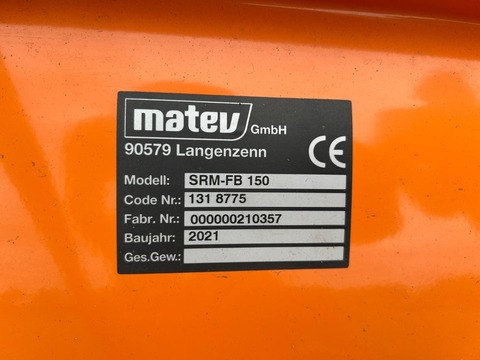 matev GmbH
90579 Langenzenn
CE
Modell: SRM-FB 150
Code Nr.: 131 8775
Fabr. Nr.: 000000210357
Baujahr: 2021
Ges.Gew.: